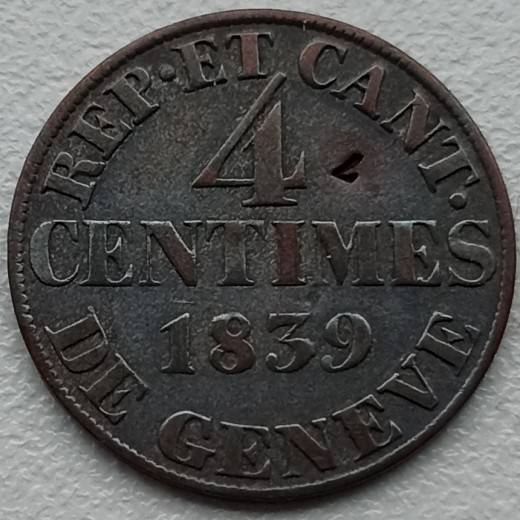 REP·ET CANT.
4
CENTIMES
1839
DE GENEVE